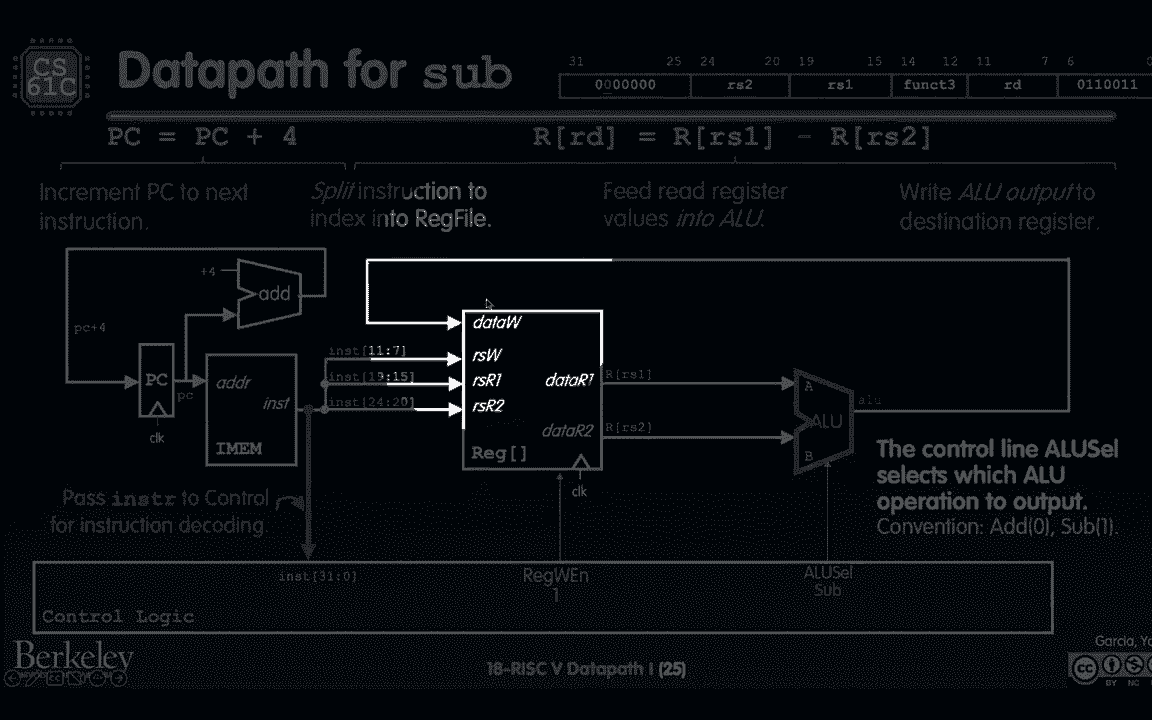 CS
61C
Datapath for sub
31 25 24 20 19 15 14 12 11 7 6 0
0000000 rs2 rs1 funct3 rd 0110011
PC = PC + 4
R[rd] = R[rs1] - R[rs2]
Increment PC to next
instruction.
Split instruction to
index into RegFile.
Feed read register
values into ALU.
Write ALU output to
destination register.
+4
add
pc+4
PC
pc
clk
addr
inst
IMEM
inst[11:7]
inst[19:15]
inst[24:20]
dataW
rsW
rsR1
rsR2
dataR1
dataR2
Reg[]
clk
R[rs1]
R[rs2]
A
ALU
B
alu
The control line ALUSel
selects which ALU
operation to output.
Convention: Add(0), Sub(1).
Pass instr to Control
for instruction decoding.
inst[31:0]
RegWEn
1
ALUSel
Sub
Control Logic
Berkeley
18-RISC V Datapath I (25)
Garcia, Yo
cc
BY NC